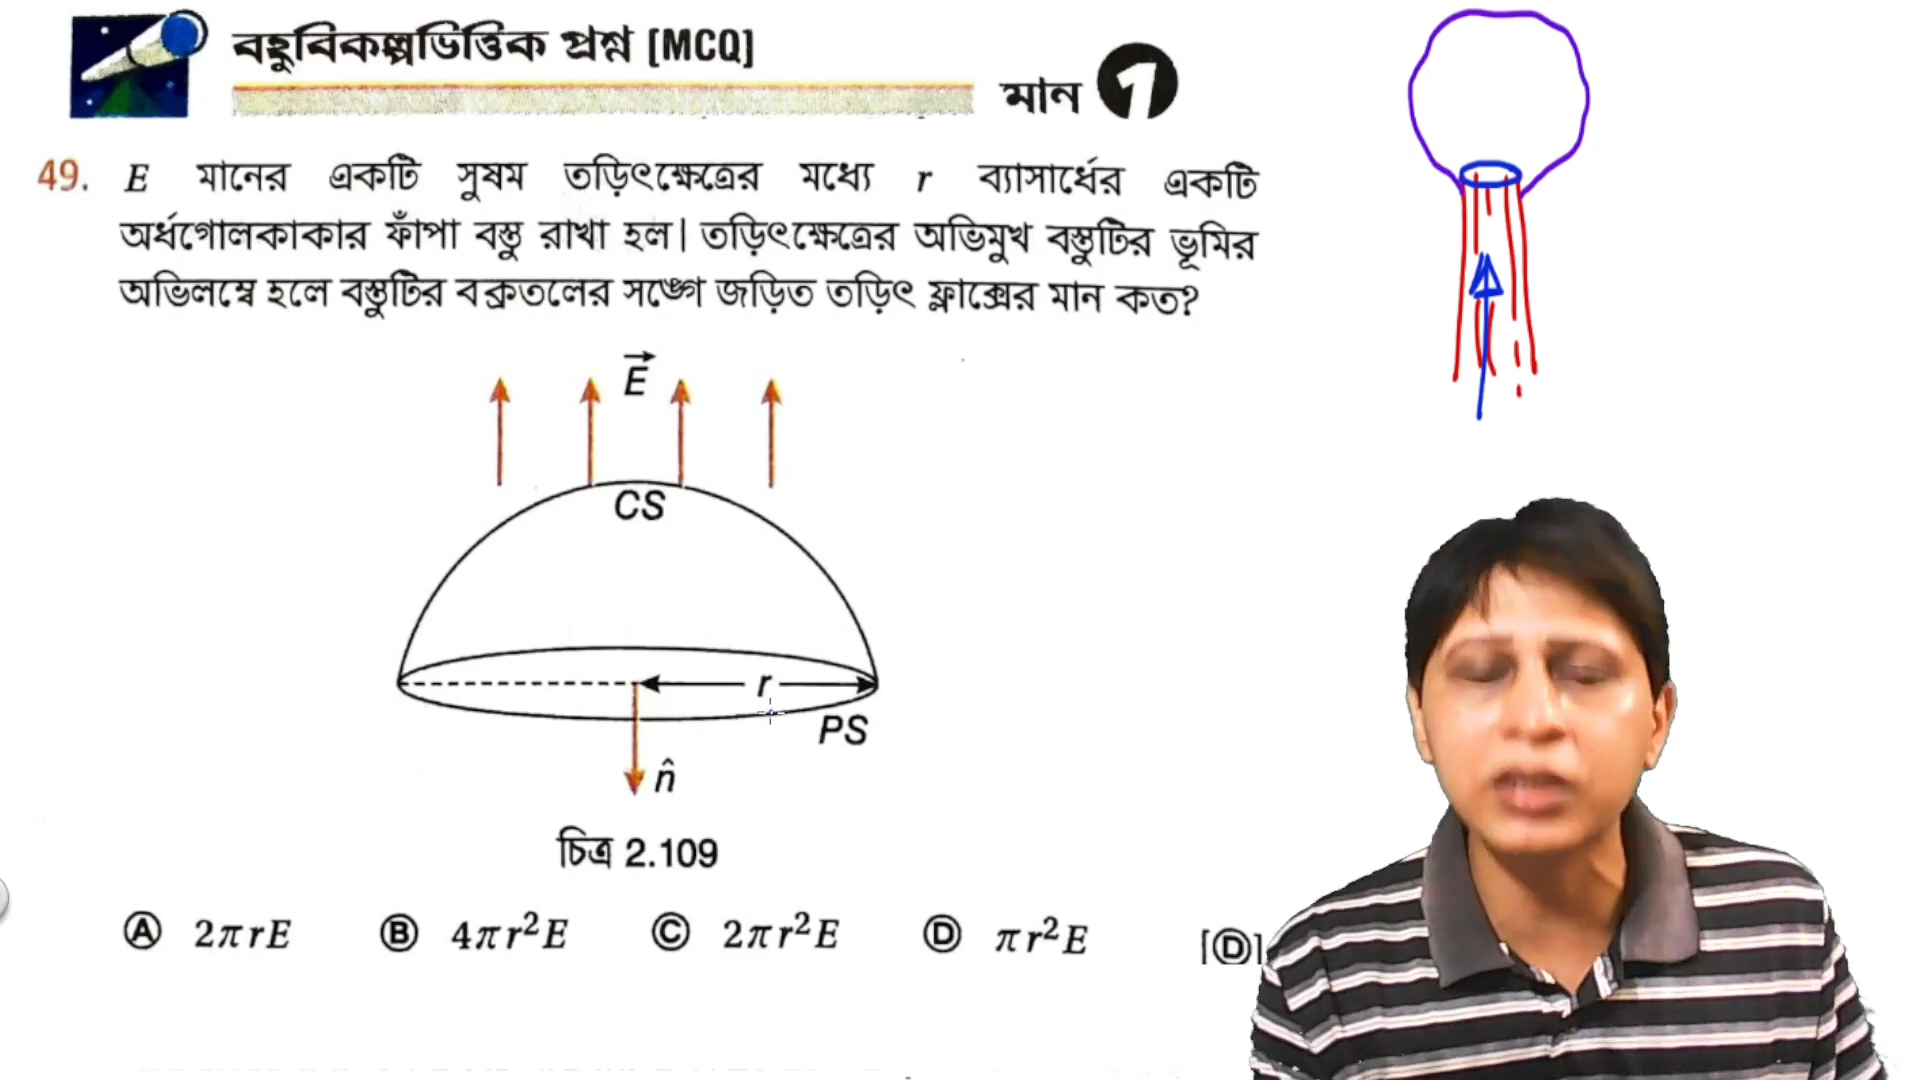 বহুবিকল্পভিত্তিক প্রশ্ন [MCQ]
মান 1
49. E মানের একটি সুষম তড়িৎক্ষেত্রের মধ্যে r ব্যাসার্ধের একটি
অর্ধগোলকাকার ফাঁপা বস্তু রাখা হল। তড়িৎক্ষেত্রের অভিমুখ বস্তুটির ভূমির
অভিলম্বে হলে বস্তুটির বক্রতলের সঙ্গে জড়িত তড়িৎ ফ্লাক্সের মান কত?
E⃗
CS
r
PS
n̂
চিত্র 2.109
Ⓐ 2πrE Ⓑ 4πr²E Ⓒ 2πr²E Ⓓ πr²E [Ⓓ]